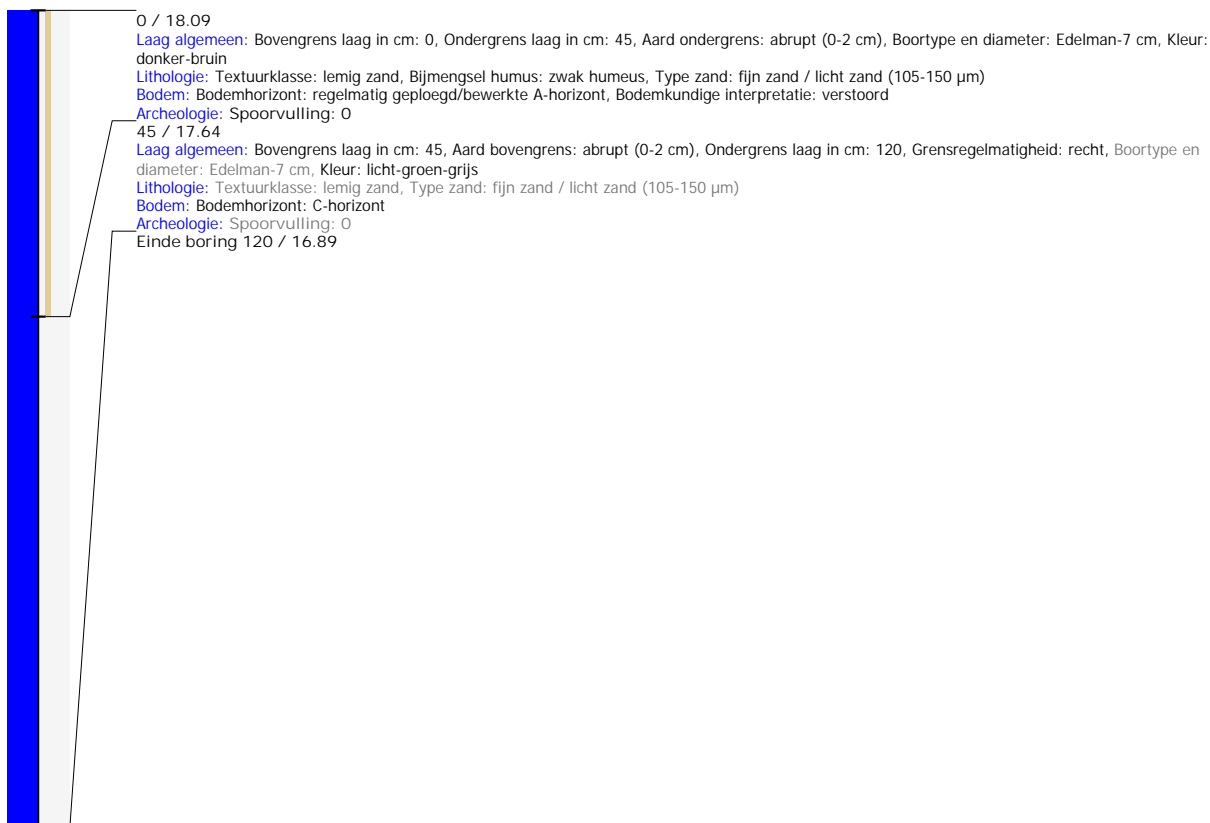 0 / 18.09
Laag algemeen: Bovengrens laag in cm: 0, Ondergrens laag in cm: 45, Aard ondergrens: abrupt (0-2 cm), Boortype en diameter: Edelman-7 cm, Kleur:
donker-bruin
Lithologie: Textuurklasse: lemig zand, Bijmengsel humus: zwak humeus, Type zand: fijn zand / licht zand (105-150 µm)
Bodem: Bodemhorizont: regelmatig geploegd/bewerkte A-horizont, Bodemkundige interpretatie: verstoord
Archeologie: Spoorvulling: 0
45 / 17.64
Laag algemeen: Bovengrens laag in cm: 45, Aard bovengrens: abrupt (0-2 cm), Ondergrens laag in cm: 120, Grensregelmatigheid: recht, Boortype en
diameter: Edelman-7 cm, Kleur: licht-groen-grijs
Lithologie: Textuurklasse: lemig zand, Type zand: fijn zand / licht zand (105-150 µm)
Bodem: Bodemhorizont: C-horizont
Archeologie: Spoorvulling: 0
Einde boring 120 / 16.89